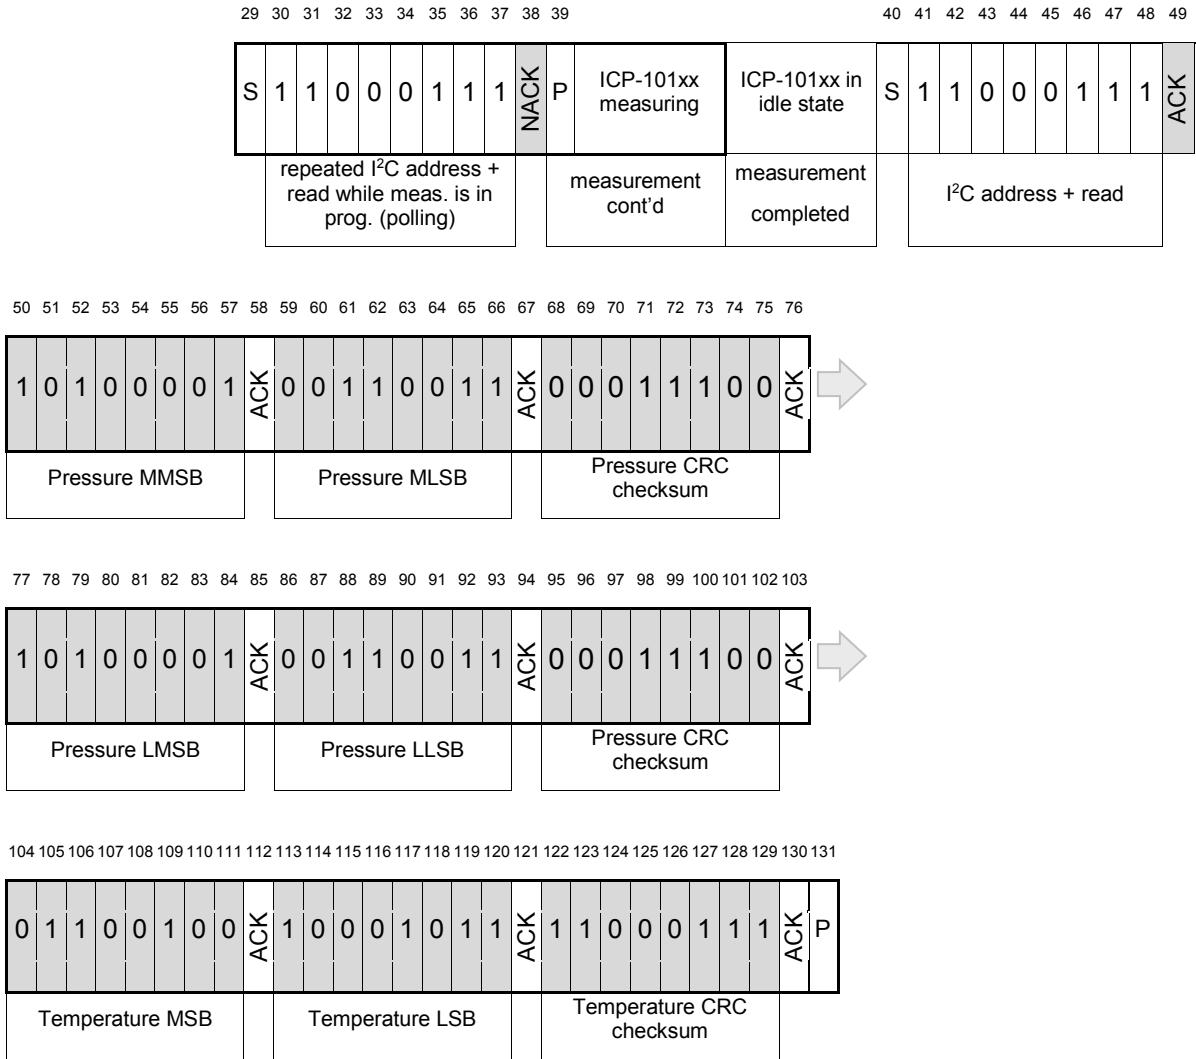 29 30 31 32 33 34 35 36 37 38 39 40 41 42 43 44 45 46 47 48 49
S 1 1 0 0 0 1 1 1 NACK P ICP-101xx measuring ICP-101xx in idle state S 1 1 0 0 0 1 1 1 ACK
repeated I²C address + read while meas. is in prog. (polling)
measurement cont’d
measurement completed
I²C address + read
50 51 52 53 54 55 56 57 58 59 60 61 62 63 64 65 66 67 68 69 70 71 72 73 74 75 76
1 0 1 0 0 0 0 1 ACK 0 0 1 1 0 0 1 1 ACK 0 0 0 1 1 1 0 0 ACK
Pressure MMSB
Pressure MLSB
Pressure CRC checksum
77 78 79 80 81 82 83 84 85 86 87 88 89 90 91 92 93 94 95 96 97 98 99 100 101 102 103
1 0 1 0 0 0 0 1 ACK 0 0 1 1 0 0 1 1 ACK 0 0 0 1 1 1 0 0 ACK
Pressure LMSB
Pressure LLSB
Pressure CRC checksum
104 105 106 107 108 109 110 111 112 113 114 115 116 117 118 119 120 121 122 123 124 125 126 127 128 129 130 131
0 1 1 0 0 1 0 0 ACK 1 0 0 0 1 0 1 1 ACK 1 1 0 0 0 1 1 1 ACK P
Temperature MSB
Temperature LSB
Temperature CRC checksum